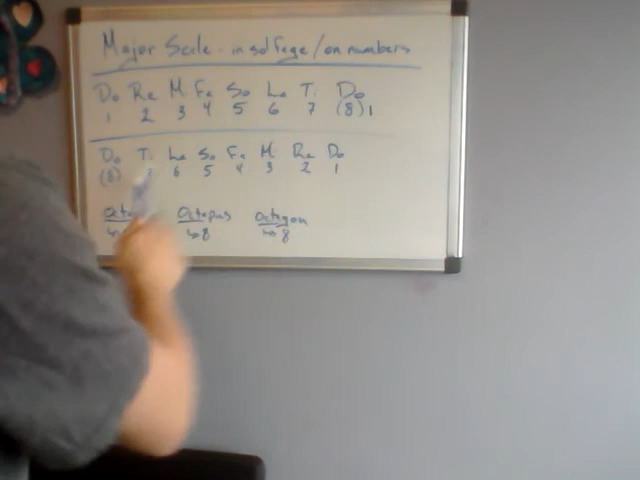 Major Scale - in solfege / on numbers
Do Re Mi Fa So La Ti Do
1 2 3 4 5 6 7 (8) 1
Do Ti La So Fa Mi Re Do
(8) 6 5 4 3 2 1
Octopus Octagon
↳8 ↳8